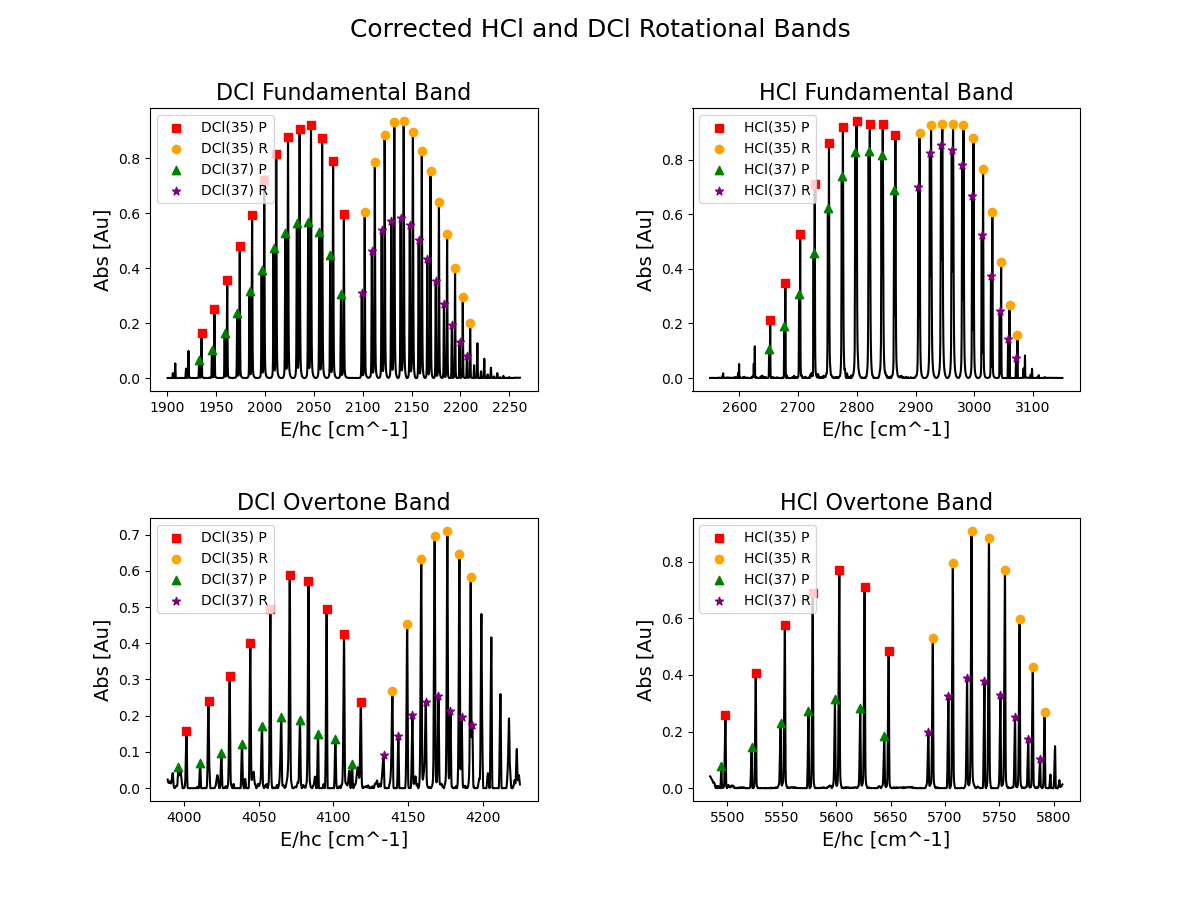 Corrected HCl and DCl Rotational Bands
DCl Fundamental Band
DCl(35) P
DCl(35) R
DCl(37) P
DCl(37) R
Abs [Au]
0.8
0.6
0.4
0.2
0.0
1900 1950 2000 2050 2100 2150 2200 2250
E/hc [cm^-1]
HCl Fundamental Band
HCl(35) P
HCl(35) R
HCl(37) P
HCl(37) R
Abs [Au]
0.8
0.6
0.4
0.2
0.0
2600 2700 2800 2900 3000 3100
E/hc [cm^-1]
DCl Overtone Band
DCl(35) P
DCl(35) R
DCl(37) P
DCl(37) R
Abs [Au]
0.7
0.6
0.5
0.4
0.3
0.2
0.1
0.0
4000 4050 4100 4150 4200
E/hc [cm^-1]
HCl Overtone Band
HCl(35) P
HCl(35) R
HCl(37) P
HCl(37) R
Abs [Au]
0.8
0.6
0.4
0.2
0.0
5500 5550 5600 5650 5700 5750 5800
E/hc [cm^-1]